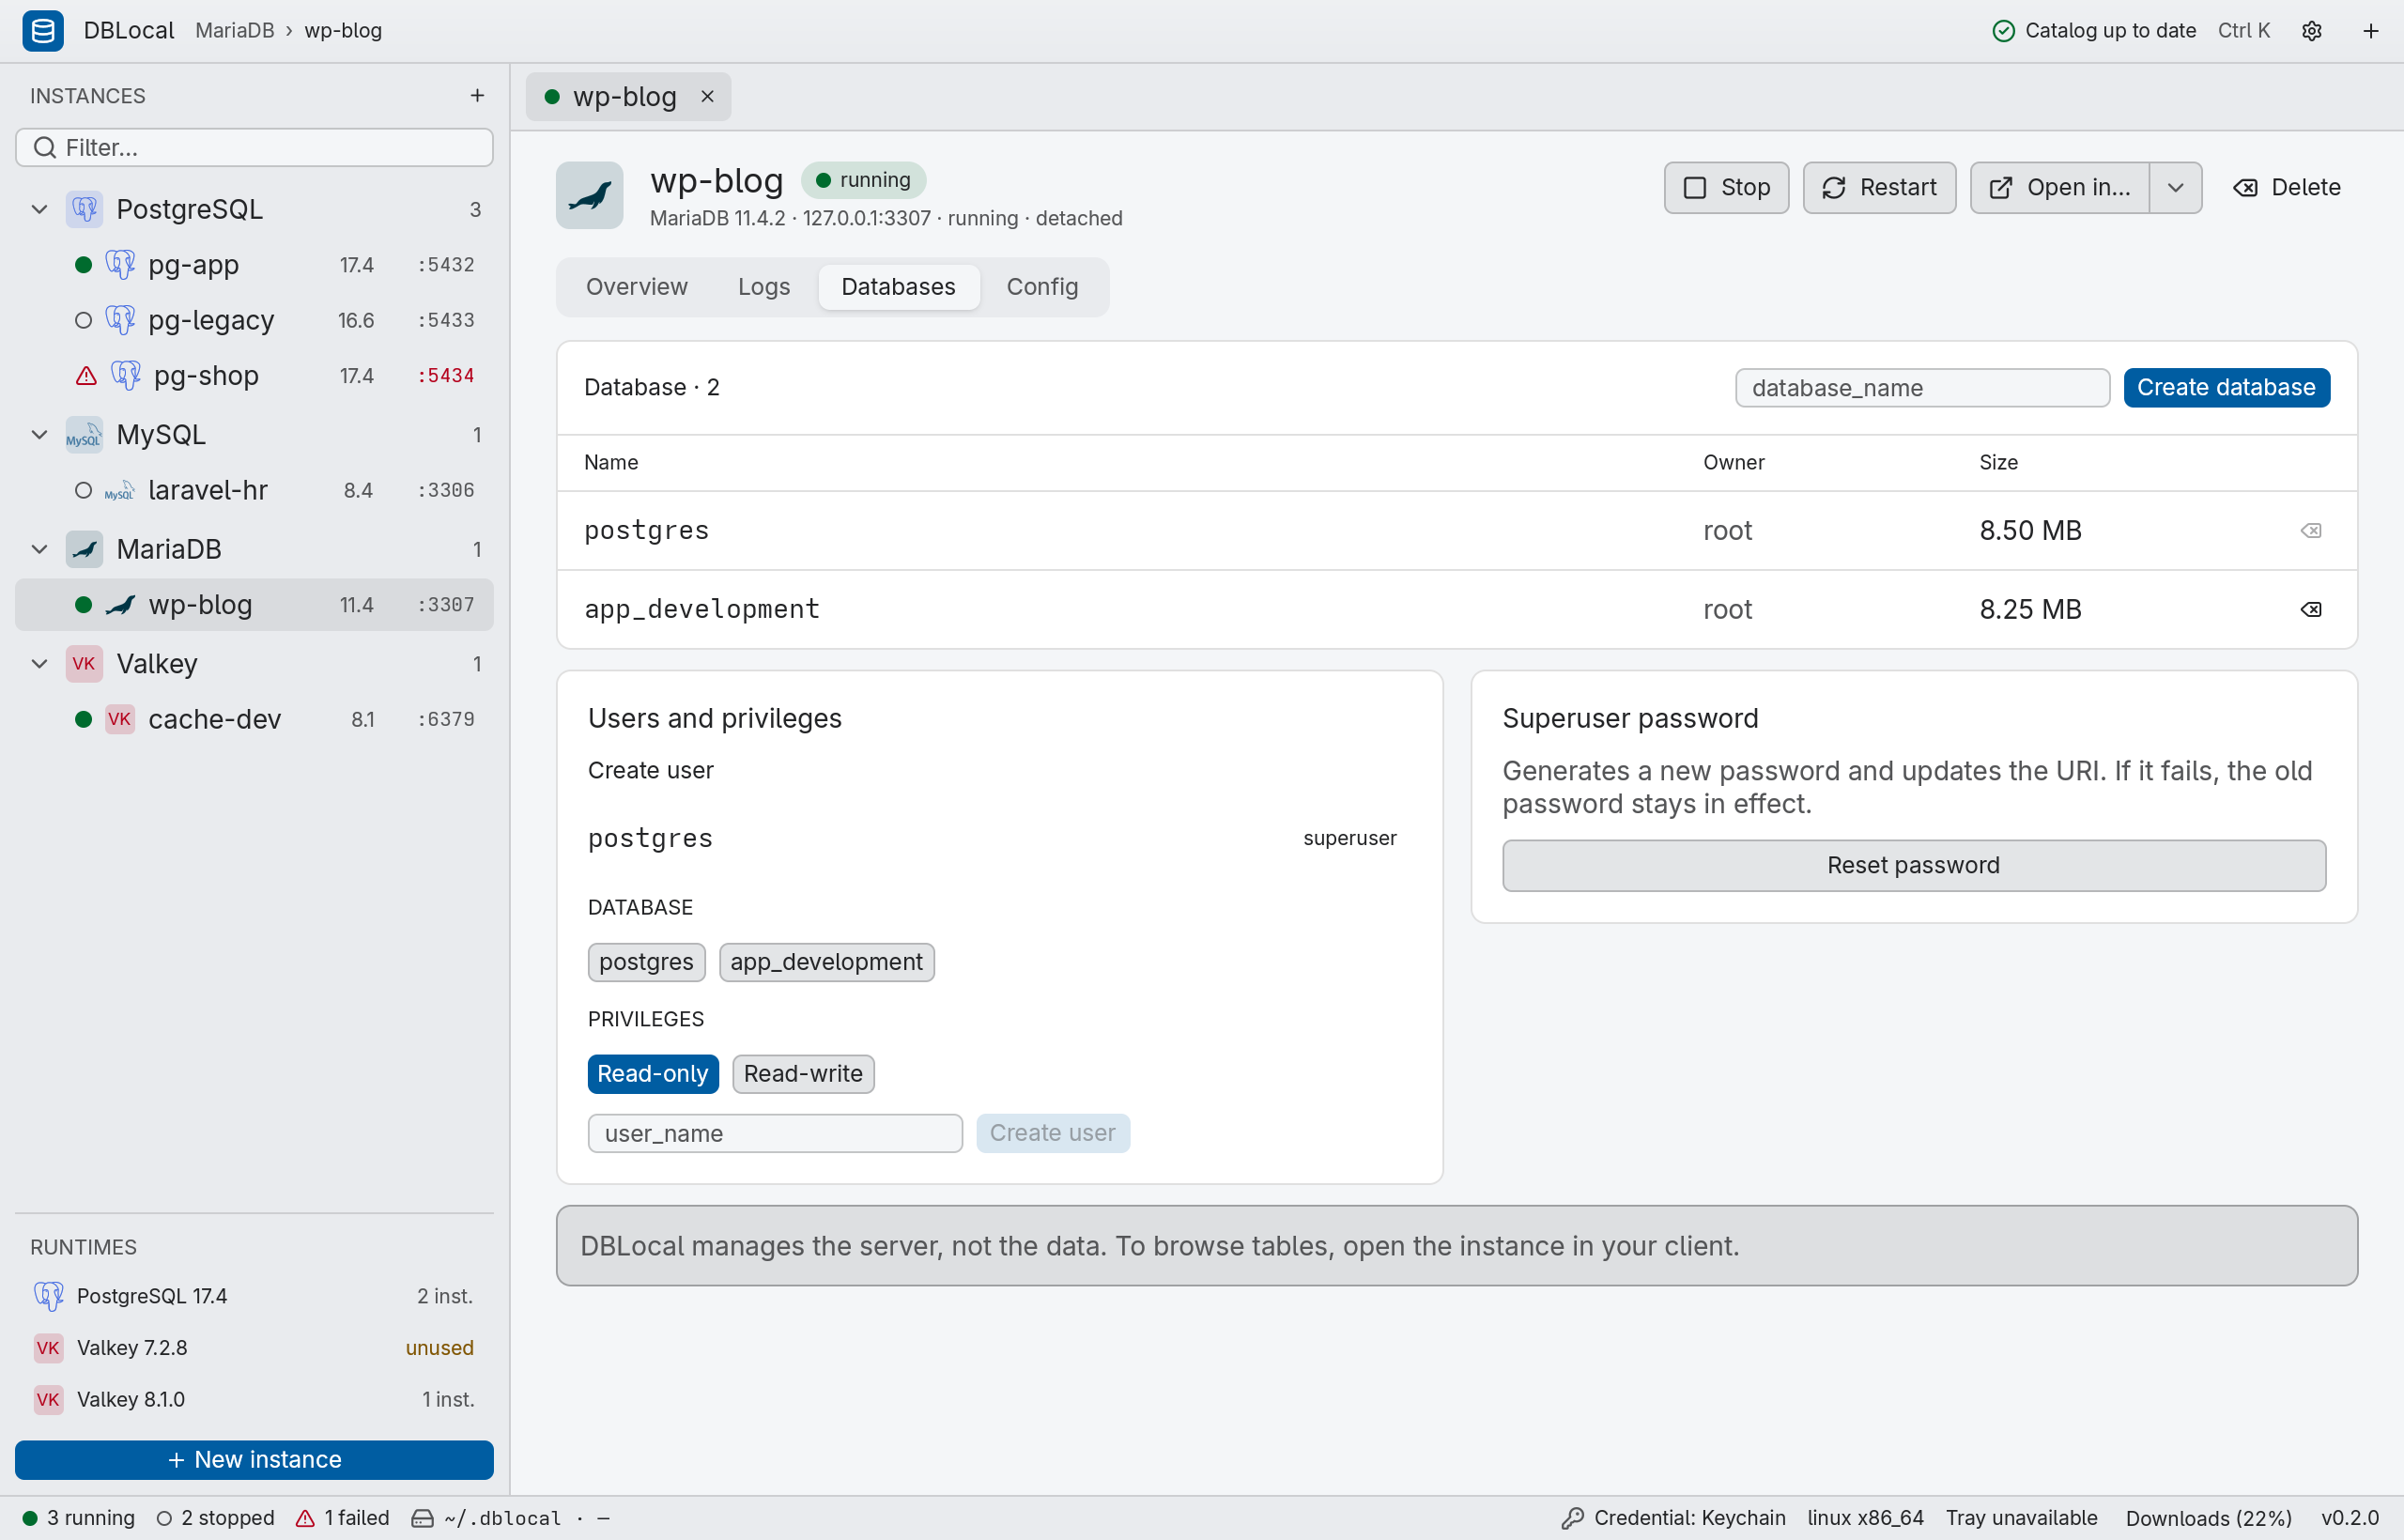 DBLocal MariaDB › wp-blog
Catalog up to date Ctrl K +
INSTANCES +
Filter...
PostgreSQL 3
pg-app 17.4 :5432
pg-legacy 16.6 :5433
pg-shop 17.4 :5434
MySQL MySQL 1
MySQL laravel-hr 8.4 :3306
MariaDB 1
wp-blog 11.4 :3307
VK Valkey 1
VK cache-dev 8.1 :6379
RUNTIMES
PostgreSQL 17.4 2 inst.
VK Valkey 7.2.8 unused
VK Valkey 8.1.0 1 inst.
+ New instance
wp-blog ×
wp-blog running
MariaDB 11.4.2 · 127.0.0.1:3307 · running · detached
Stop Restart Open in... Delete
Overview Logs Databases Config
Database · 2
database_name Create database
Name Owner Size
postgres root 8.50 MB
app_development root 8.25 MB
Users and privileges
Create user
postgres superuser
DATABASE
postgres app_development
PRIVILEGES
Read-only Read-write
user_name Create user
Superuser password
Generates a new password and updates the URI. If it fails, the old
password stays in effect.
Reset password
DBLocal manages the server, not the data. To browse tables, open the instance in your client.
3 running 2 stopped 1 failed ~/.dblocal · —
Credential: Keychain linux x86_64 Tray unavailable Downloads (22%) v0.2.0